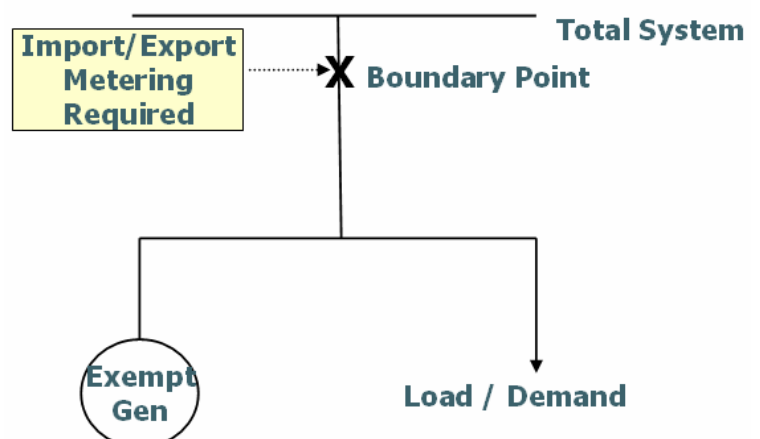 Total System
Import/Export
Metering
Required
X Boundary Point
Exempt
Gen
Load / Demand